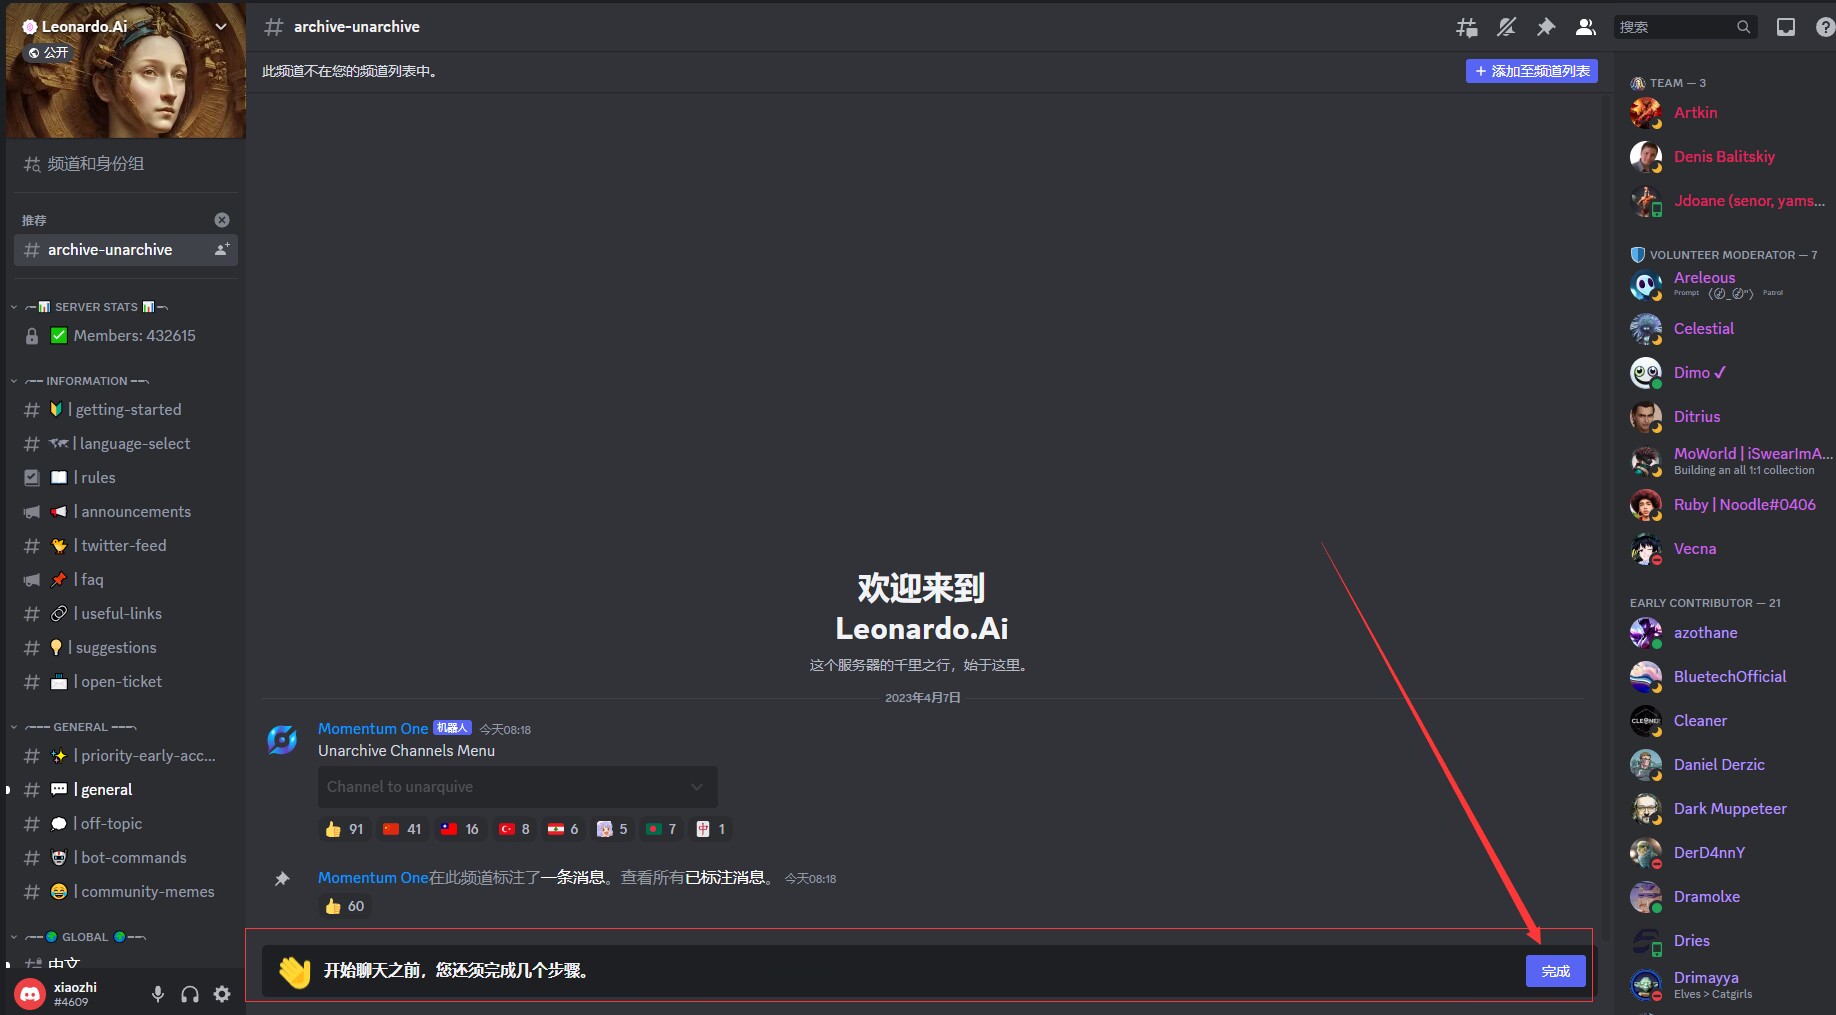 Leonardo.Ai
公开
频道和身份组
推荐
archive-unarchive
SERVER STATS
Members: 432615
INFORMATION
| getting-started
| language-select
| rules
| announcements
| twitter-feed
| faq
| useful-links
| suggestions
| open-ticket
GENERAL
| priority-early-acc...
| general
| off-topic
| bot-commands
| community-memes
GLOBAL
中文
xiaozhi
#4609
archive-unarchive
搜索
此频道不在您的频道列表中。
+ 添加至频道列表
欢迎来到
Leonardo.Ai
这个服务器的千里之行，始于这里。
2023年4月7日
Momentum One 机器人 今天08:18
Unarchive Channels Menu
Channel to unarquive
91 41 16 8 6 5 7 中 1
Momentum One在此频道标注了一条消息。查看所有已标注消息。 今天08:18
60
开始聊天之前，您还须完成几个步骤。
完成
TEAM — 3
Artkin
Denis Balitskiy
Jdoane (senor, yams...
VOLUNTEER MODERATOR — 7
Areleous
Prompt Patrol
Celestial
Dimo ✓
Ditrius
MoWorld | iSwearImA...
Building an all 1:1 collection
Ruby | Noodle#0406
Vecna
EARLY CONTRIBUTOR — 21
azothane
BluetechOfficial
Cleaner
Daniel Derzic
Dark Muppeteer
DerD4nnY
Dramolxe
Dries
Drimayya
Elves > Catgirls